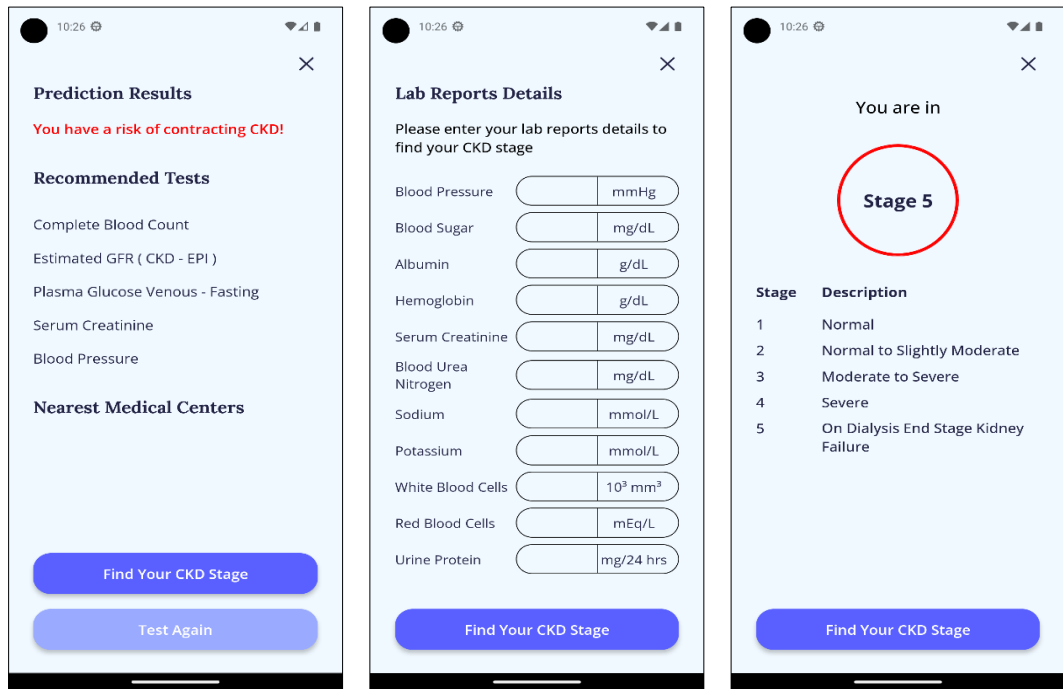 10:26
Prediction Results
You have a risk of contracting CKD!
Recommended Tests
Complete Blood Count
Estimated GFR ( CKD - EPI )
Plasma Glucose Venous - Fasting
Serum Creatinine
Blood Pressure
Nearest Medical Centers
Find Your CKD Stage
Test Again
10:26
Lab Reports Details
Please enter your lab reports details to
find your CKD stage
Blood Pressure mmHg
Blood Sugar mg/dL
Albumin g/dL
Hemoglobin g/dL
Serum Creatinine mg/dL
Blood Urea
Nitrogen mg/dL
Sodium mmol/L
Potassium mmol/L
White Blood Cells 10³ mm³
Red Blood Cells mEq/L
Urine Protein mg/24 hrs
Find Your CKD Stage
10:26
You are in
Stage 5
Stage Description
1 Normal
2 Normal to Slightly Moderate
3 Moderate to Severe
4 Severe
5 On Dialysis End Stage Kidney
Failure
Find Your CKD Stage